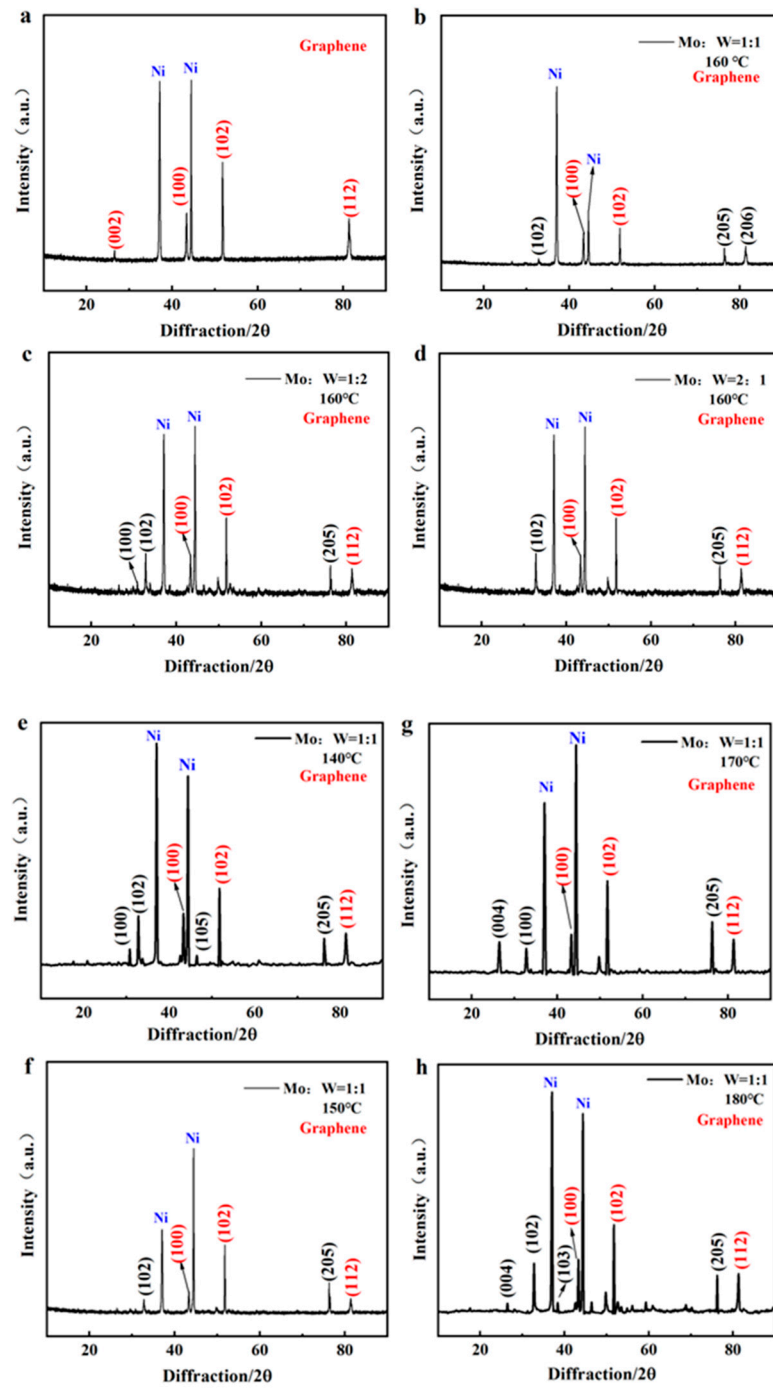 a
Graphene
Ni
Ni
(002)
(100)
(102)
(112)
Intensity (a.u.)
20
40
60
80
Diffraction/2θ
b
Mo: W=1:1
160 °C
Graphene
Ni
Ni
(102)
(100)
(102)
(205)
(206)
Intensity (a.u.)
20
40
60
80
Diffraction/2θ
c
Mo: W=1:2
160°C
Graphene
Ni
Ni
(100)
(102)
(100)
(102)
(205)
(112)
Intensity (a.u.)
20
40
60
80
Diffraction/2θ
d
Mo: W=2: 1
160°C
Graphene
Ni
Ni
(102)
(100)
(102)
(205)
(112)
Intensity (a.u.)
20
40
60
80
Diffraction/2θ
e
Mo: W=1:1
140°C
Graphene
Ni
Ni
(100)
(102)
(100)
(105)
(102)
(205)
(112)
Intensity (a.u.)
20
40
60
80
Diffraction/2θ
g
Mo: W=1:1
170°C
Graphene
Ni
Ni
(004)
(100)
(100)
(102)
(205)
(112)
Intensity (a.u.)
20
40
60
80
Diffraction/2θ
f
Mo: W=1:1
150°C
Graphene
Ni
Ni
(102)
(100)
(102)
(205)
(112)
Intensity (a.u.)
20
40
60
80
Diffraction/2θ
h
Mo: W=1:1
180°C
Graphene
Ni
Ni
(004)
(102)
(103)
(100)
(102)
(205)
(112)
Intensity (a.u.)
20
40
60
80
Diffraction/2θ